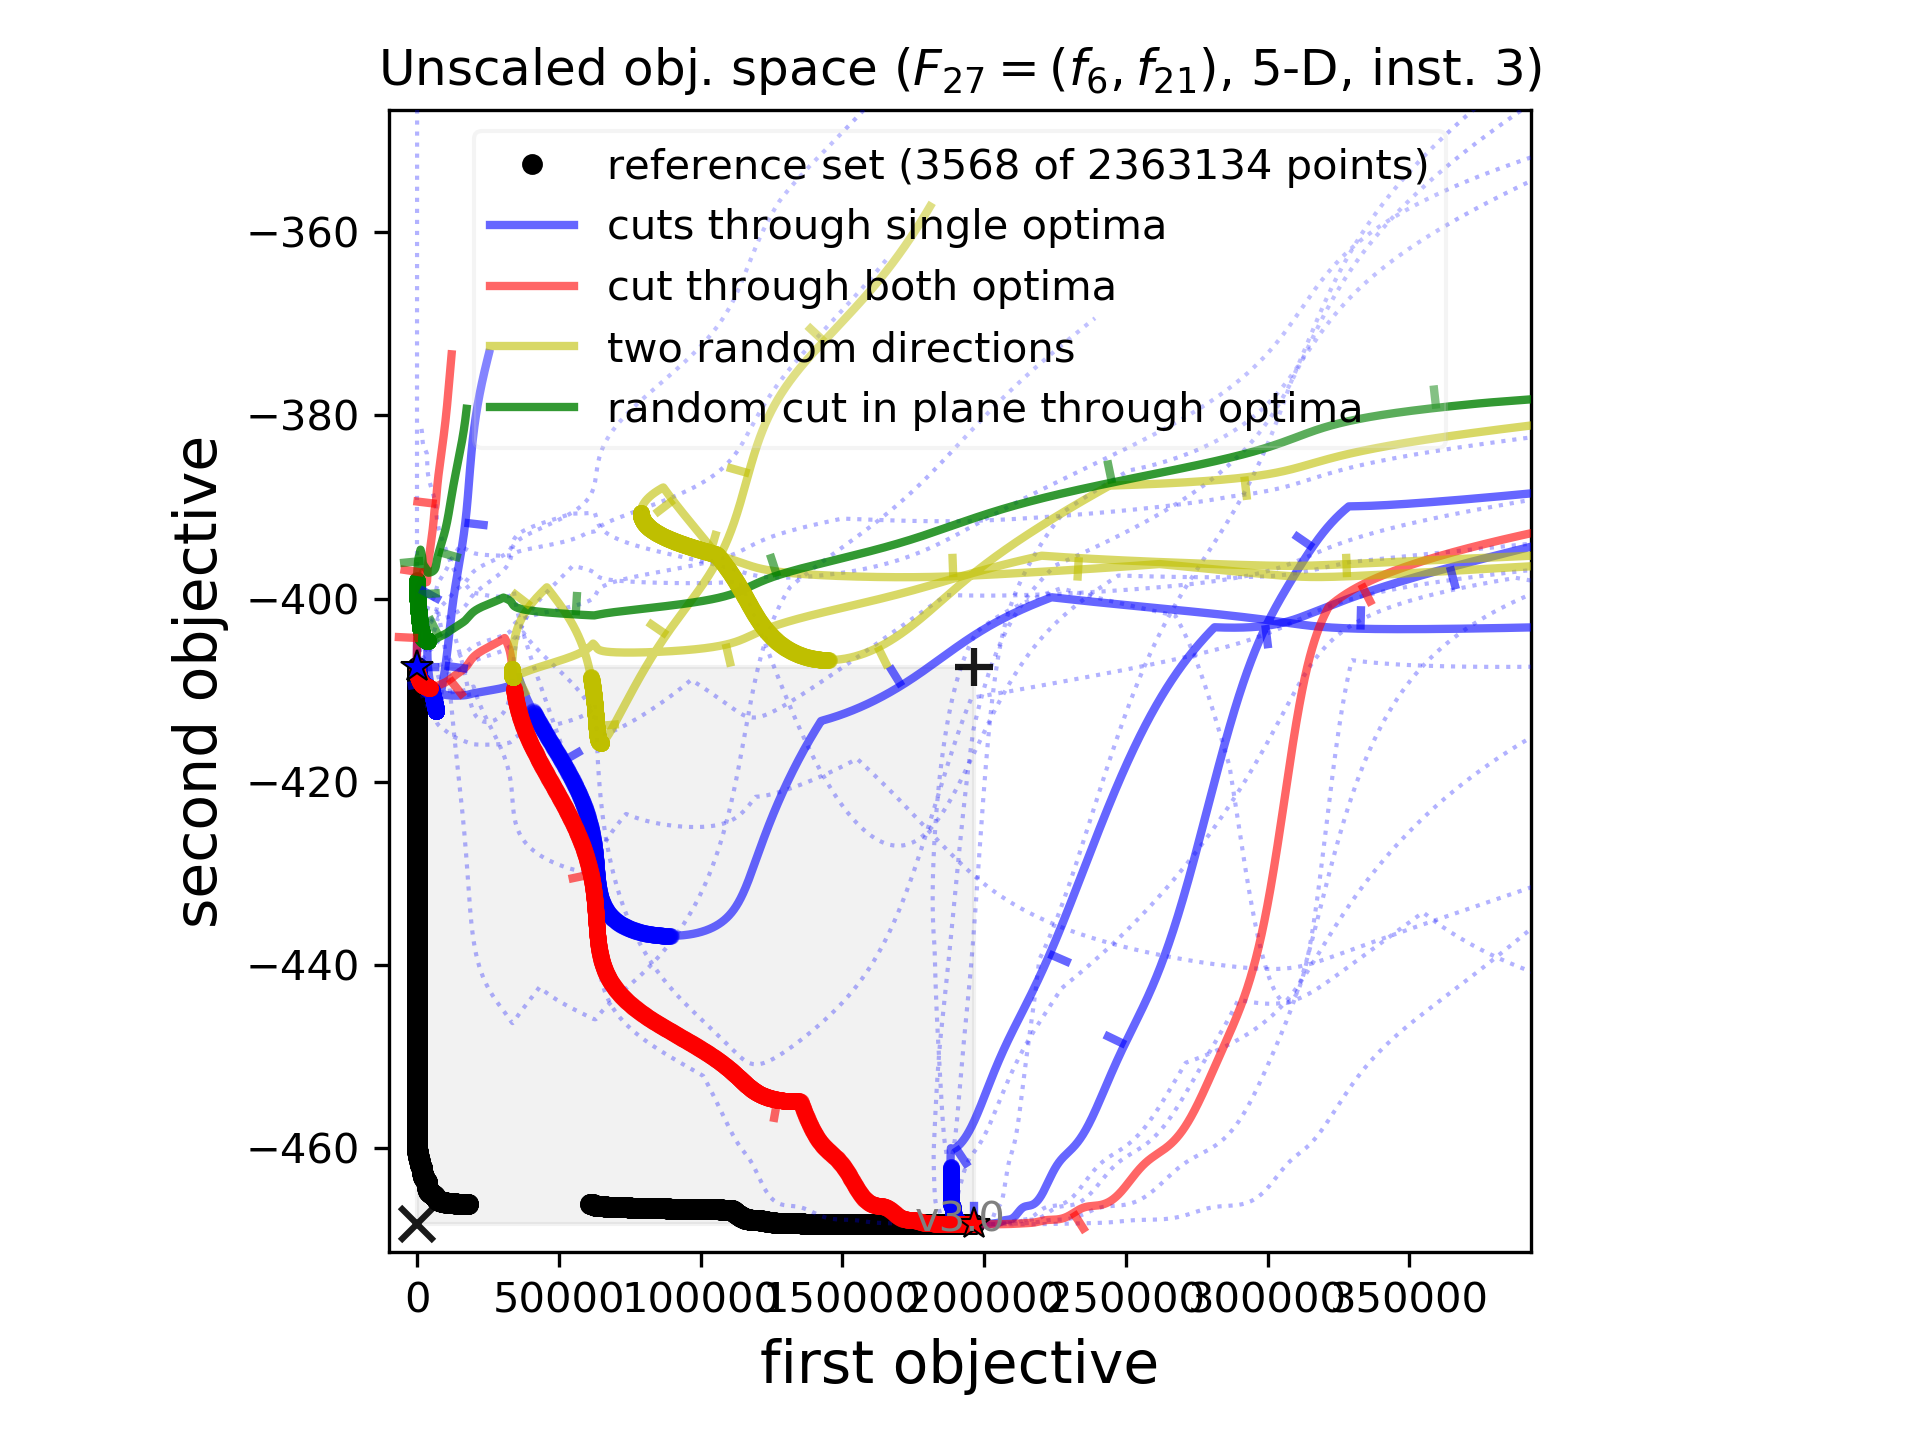 Unscaled obj. space (F27 = (f6, f21), 5-D, inst. 3)
reference set (3568 of 2363134 points)
cuts through single optima
cut through both optima
two random directions
random cut in plane through optima
second objective
−360
−380
−400
−420
−440
−460
v3.0
0 50000 100000 150000 200000 250000 300000 350000
first objective